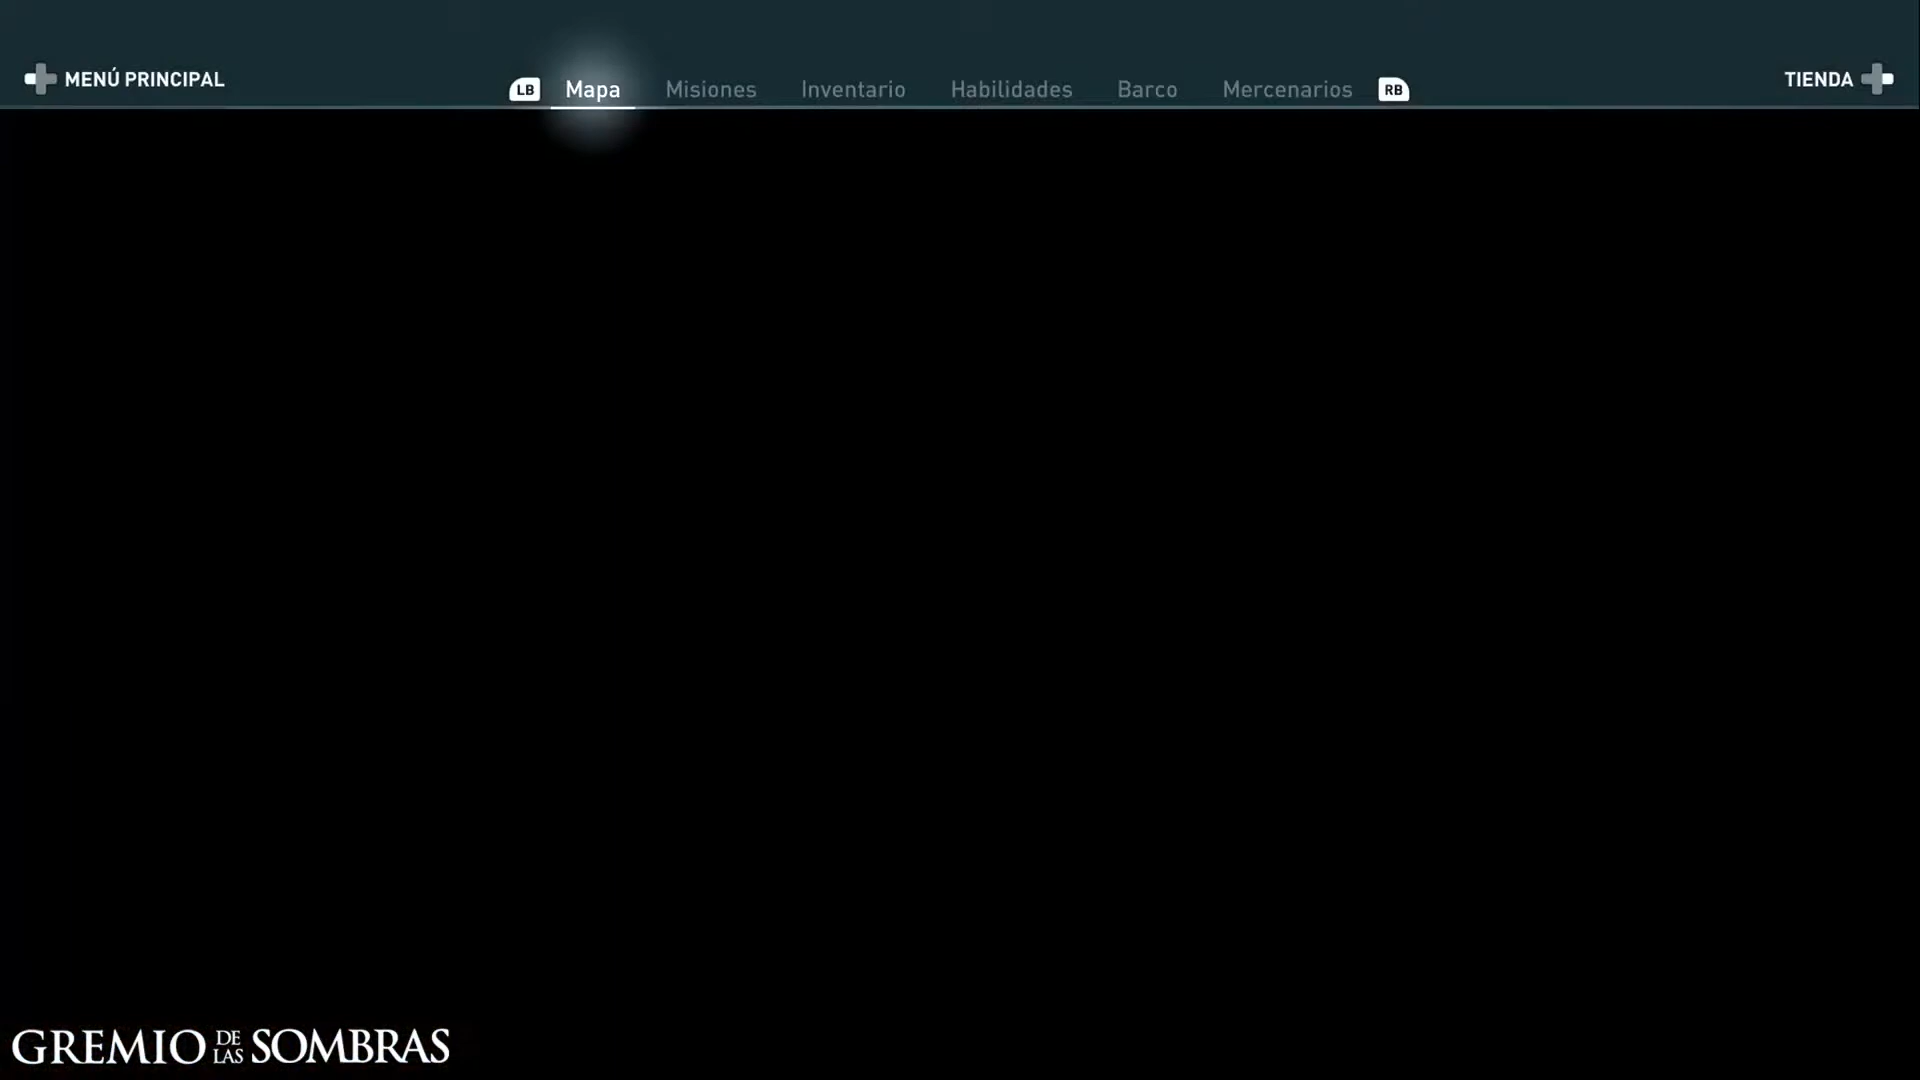 MENÚ PRINCIPAL
LB Mapa Misiones Inventario Habilidades Barco Mercenarios RB
TIENDA
GREMIO DE LAS SOMBRAS